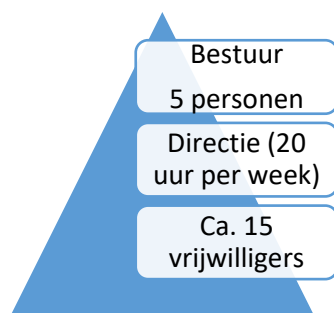 Bestuur
5 personen
Directie (20
uur per week)
Ca. 15
vrijwilligers